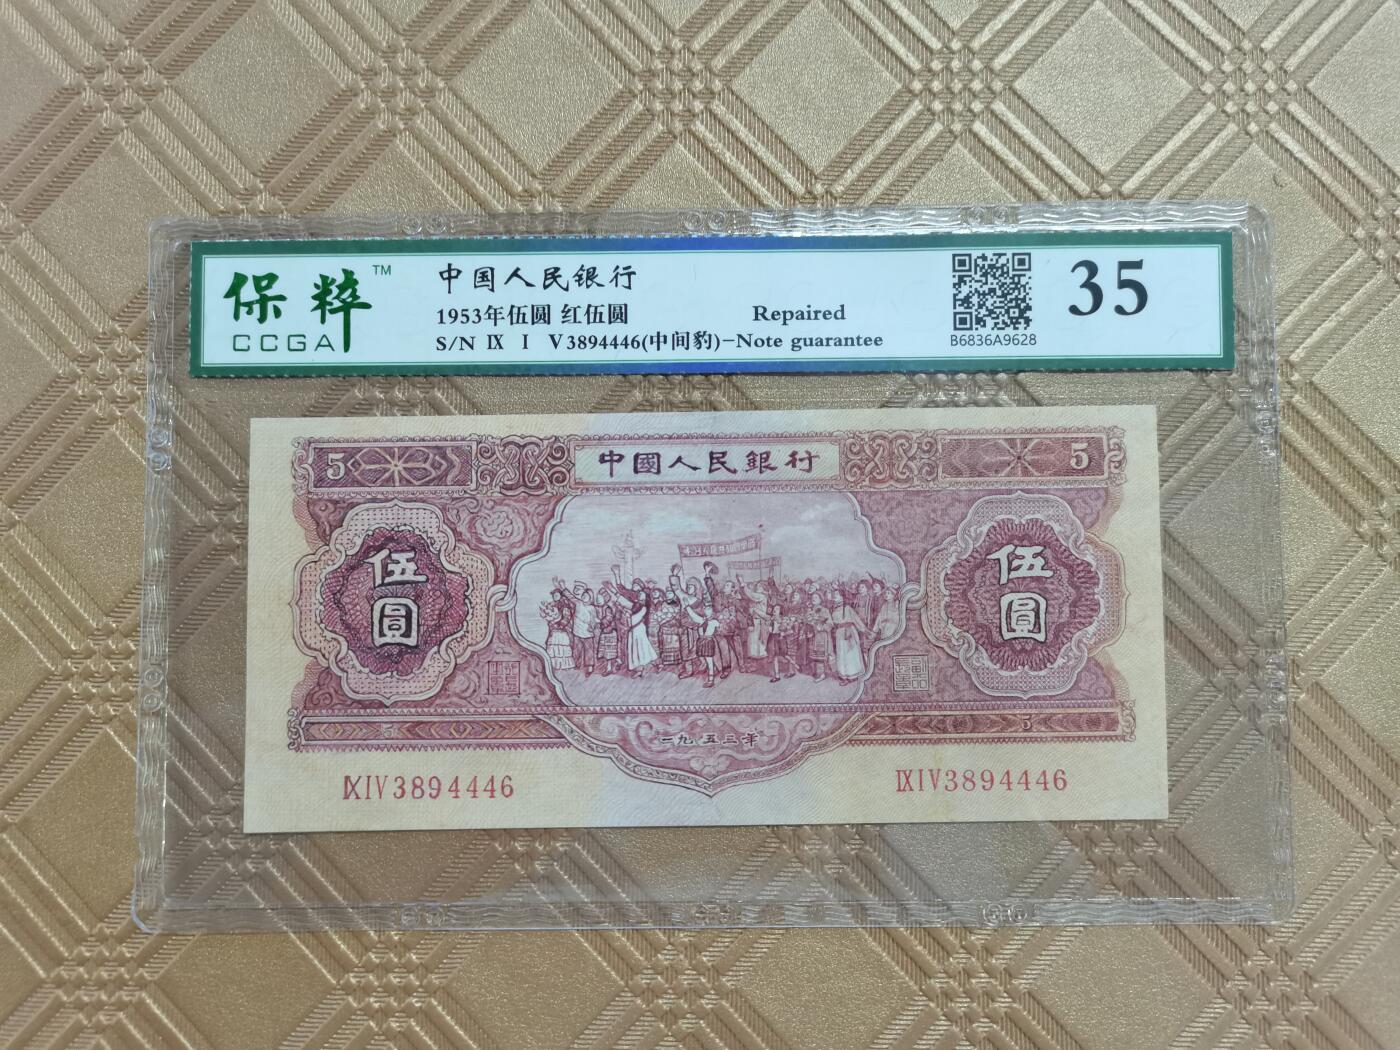 保粹™
CCGA
中国人民银行
1953年伍圆 红伍圆
Repaired
S/N Ⅸ Ⅰ Ⅴ3894446(中间豹)-Note guarantee
B6836A9628
35
5
中國人民銀行
5
伍圓
伍圓
5
一九五三年
5
ⅨⅠⅤ3894446
ⅨⅠⅤ3894446